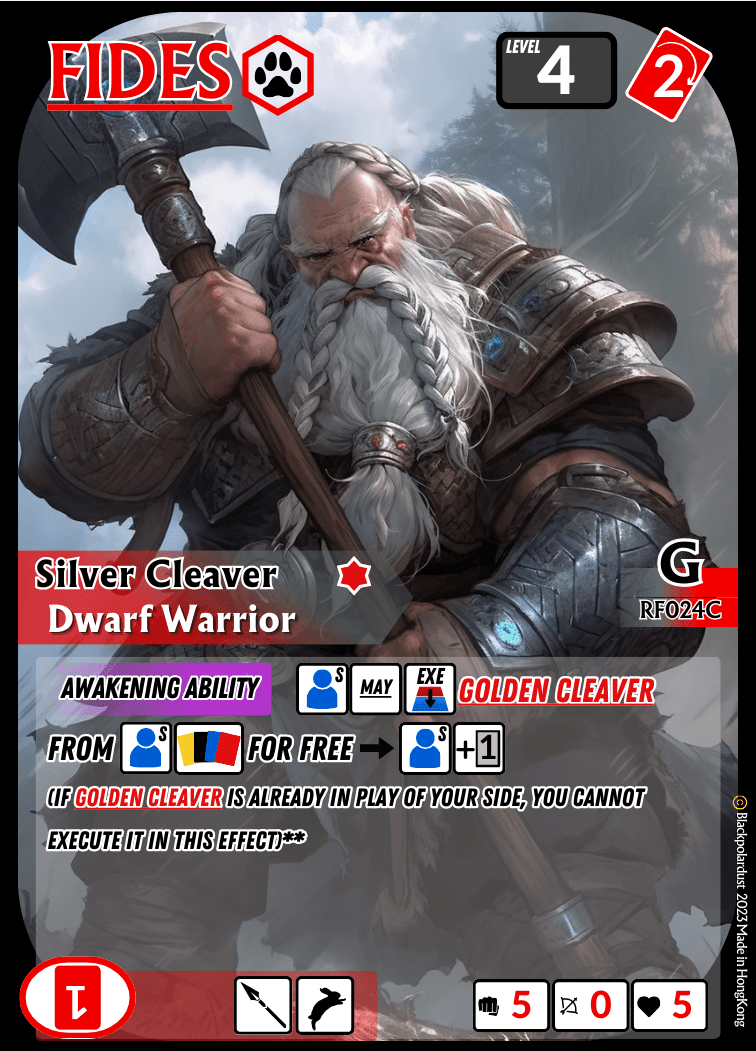 FIDES
LEVEL
4
2
Silver Cleaver
Dwarf Warrior
G
RF024C
AWAKENING ABILITY S MAY EXE GOLDEN CLEAVER
FROM S FOR FREE → S +1
(IF GOLDEN CLEAVER IS ALREADY IN PLAY OF YOUR SIDE, YOU CANNOT
EXECUTE IT IN THIS EFFECT)**
© Blackpolardust 2023 Made in HongKong
1
5 0 5